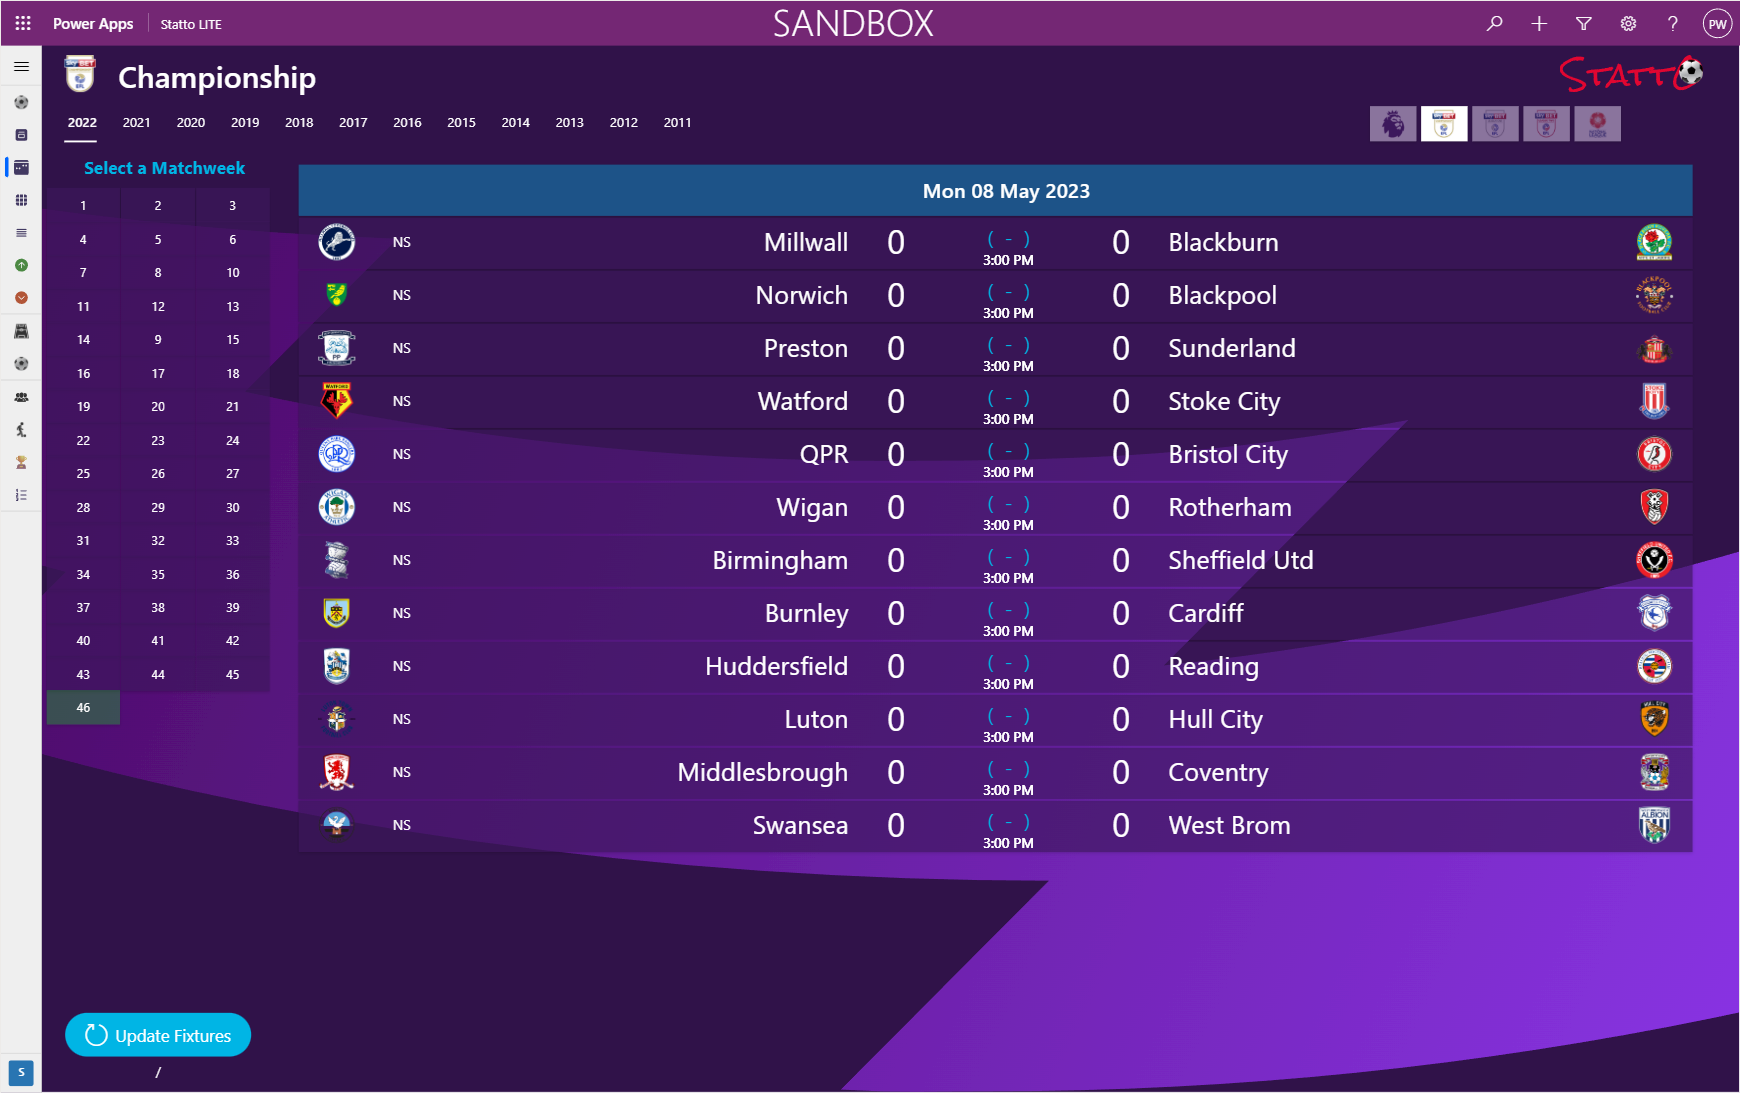 Power Apps Statto LITE SANDBOX ? PW
Championship
STATTO
2022 2021 2020 2019 2018 2017 2016 2015 2014 2013 2012 2011
Select a Matchweek
1 2 3
4 5 6
7 8 10
11 12 13
14 9 15
16 17 18
19 20 21
22 23 24
25 26 27
28 29 30
31 32 33
34 35 36
37 38 39
40 41 42
43 44 45
46
Mon 08 May 2023
NS Millwall 0 ( - ) 0 Blackburn
3:00 PM
NS Norwich 0 ( - ) 0 Blackpool
3:00 PM
NS Preston 0 ( - ) 0 Sunderland
3:00 PM
NS Watford 0 ( - ) 0 Stoke City
3:00 PM
NS QPR 0 ( - ) 0 Bristol City
3:00 PM
NS Wigan 0 ( - ) 0 Rotherham
3:00 PM
NS Birmingham 0 ( - ) 0 Sheffield Utd
3:00 PM
NS Burnley 0 ( - ) 0 Cardiff
3:00 PM
NS Huddersfield 0 ( - ) 0 Reading
3:00 PM
NS Luton 0 ( - ) 0 Hull City
3:00 PM
NS Middlesbrough 0 ( - ) 0 Coventry
3:00 PM
NS Swansea 0 ( - ) 0 West Brom
3:00 PM
Update Fixtures
/
S